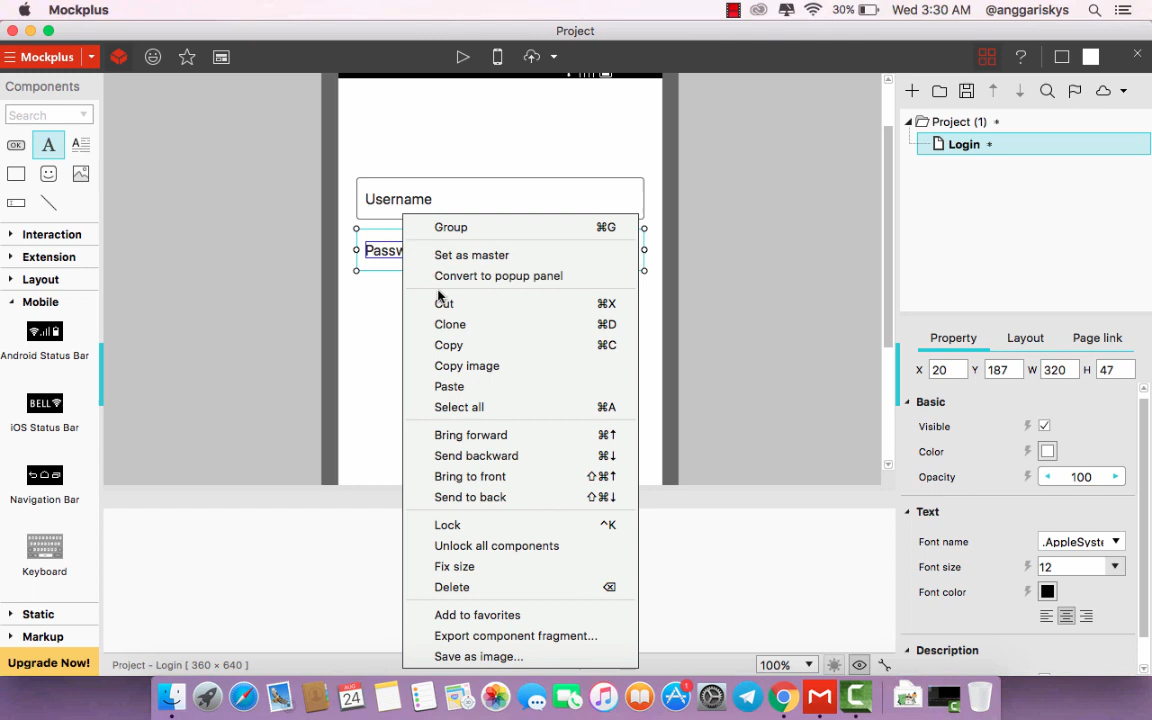 Mockplus
30%
Wed 3:30 AM
@anggariskys
Project
Mockplus
Components
Search
OK
A
A
Interaction
Extension
Layout
Mobile
Android Status Bar
BELL
iOS Status Bar
Navigation Bar
Keyboard
Static
Markup
Upgrade Now!
Username
Passw
Group ⌘G
Set as master
Convert to popup panel
Cut ⌘X
Clone ⌘D
Copy ⌘C
Copy image
Paste
Select all ⌘A
Bring forward ⌘↑
Send backward ⌘↓
Bring to front ⇧⌘↑
Send to back ⇧⌘↓
Lock ^K
Unlock all components
Fix size
Delete ⌫
Add to favorites
Export component fragment...
Save as image...
Project - Login [ 360 × 640 ]
100%
?
Project (1) *
Login *
Property Layout Page link
X 20 Y 187 W 320 H 47
Basic
Visible
Color
Opacity 100
Text
Font name .AppleSyste
Font size 12
Font color
Description
AUG
24
1